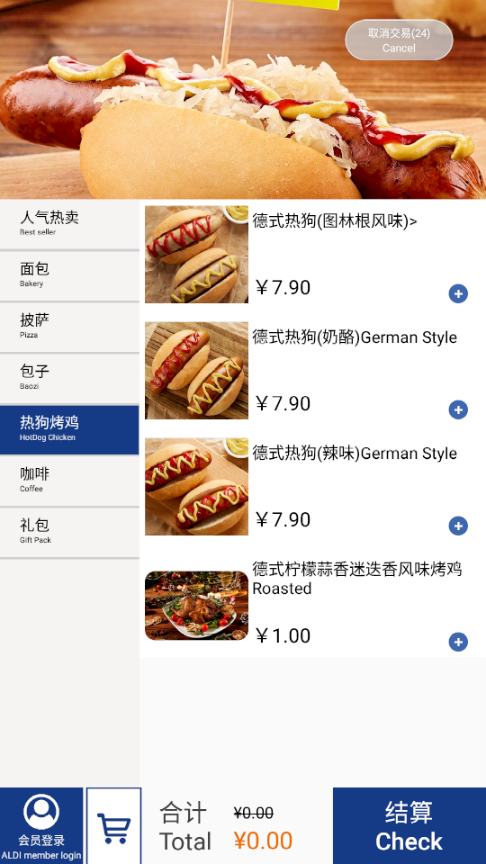 取消交易(24)
Cancel
人气热卖
Best seller
面包
Bakery
披萨
Pizza
包子
Baozi
热狗烤鸡
HotDog Chicken
咖啡
Coffee
礼包
Gift Pack
德式热狗(图林根风味)>
￥7.90
德式热狗(奶酪)German Style
￥7.90
德式热狗(辣味)German Style
￥7.90
德式柠檬蒜香迷迭香风味烤鸡
Roasted
￥1.00
会员登录
ALDI member login
合计 ¥0.00
Total ¥0.00
结算
Check